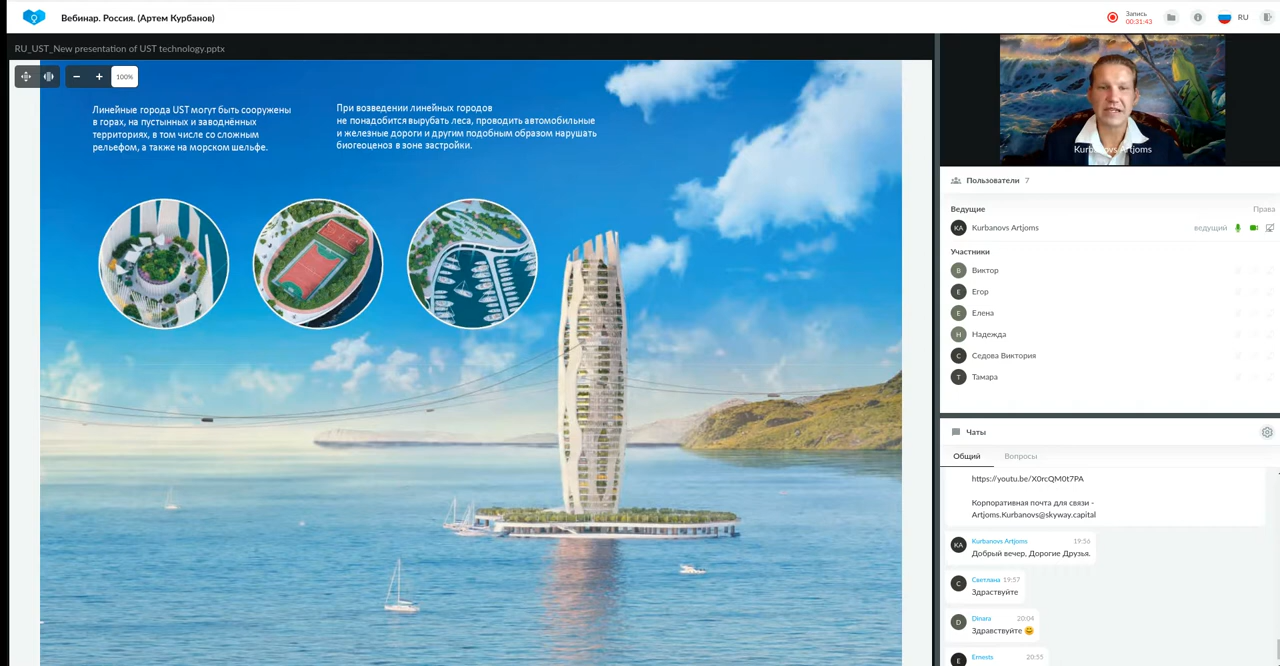 Вебинар. Россия. (Артем Курбанов)
Запись
00:31:43
RU
RU_UST_New presentation of UST technology.pptx
100%
Линейные города UST могут быть сооружены
в горах, на пустынных и заводнённых
территориях, в том числе со сложным
рельефом, а также на морском шельфе.
При возведении линейных городов
не понадобится вырубать леса, проводить автомобильные
и железные дороги и другим подобным образом нарушать
биогеоценоз в зоне застройки.
Kurbanovs Artjoms
Пользователи 7
Ведущие Права
KA Kurbanovs Artjoms ведущий
Участники
В Виктор
Е Егор
Е Елена
Н Надежда
С Седова Виктория
Т Тамара
Чаты
Общий Вопросы
https://youtu.be/X0rcQM0t7PA
Корпоративная почта для связи -
Artjoms.Kurbanovs@skyway.capital
KA Kurbanovs Artjoms 19:56
Добрый вечер, Дорогие Друзья.
С Светлана 19:57
Здраствуйте
D Dinara 20:04
Здравствуйте 😊
E Ernests 20:55